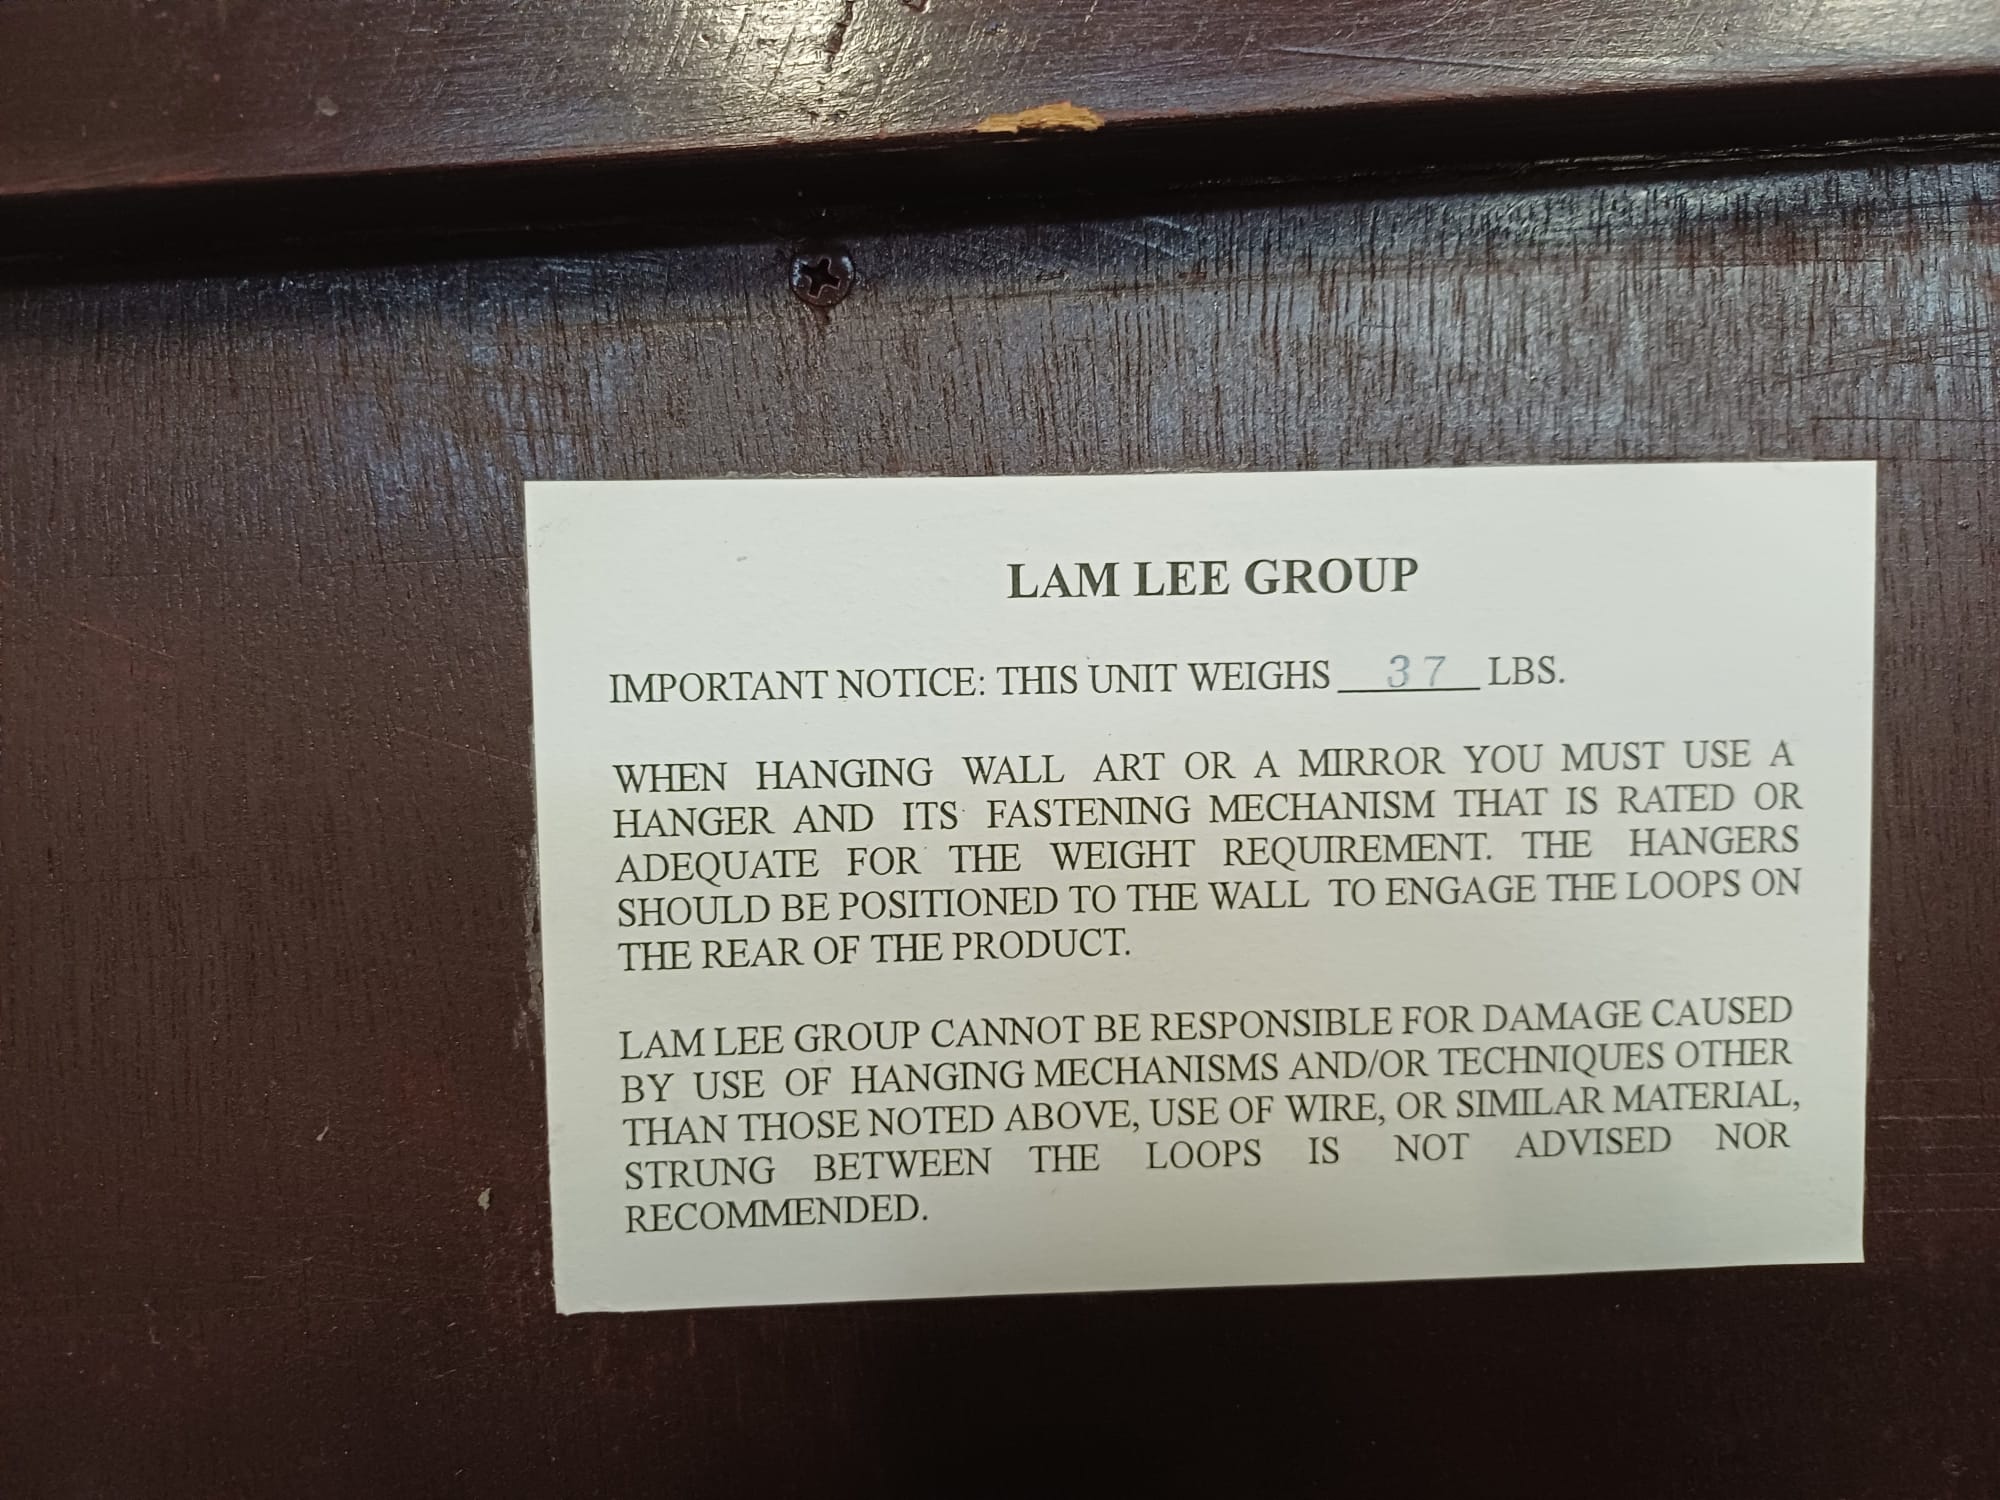 LAM LEE GROUP
IMPORTANT NOTICE: THIS UNIT WEIGHS 37 LBS.
WHEN HANGING WALL ART OR A MIRROR YOU MUST USE A
HANGER AND ITS FASTENING MECHANISM THAT IS RATED OR
ADEQUATE FOR THE WEIGHT REQUIREMENT. THE HANGERS
SHOULD BE POSITIONED TO THE WALL TO ENGAGE THE LOOPS ON
THE REAR OF THE PRODUCT.
LAM LEE GROUP CANNOT BE RESPONSIBLE FOR DAMAGE CAUSED
BY USE OF HANGING MECHANISMS AND/OR TECHNIQUES OTHER
THAN THOSE NOTED ABOVE, USE OF WIRE, OR SIMILAR MATERIAL,
STRUNG BETWEEN THE LOOPS IS NOT ADVISED NOR
RECOMMENDED.